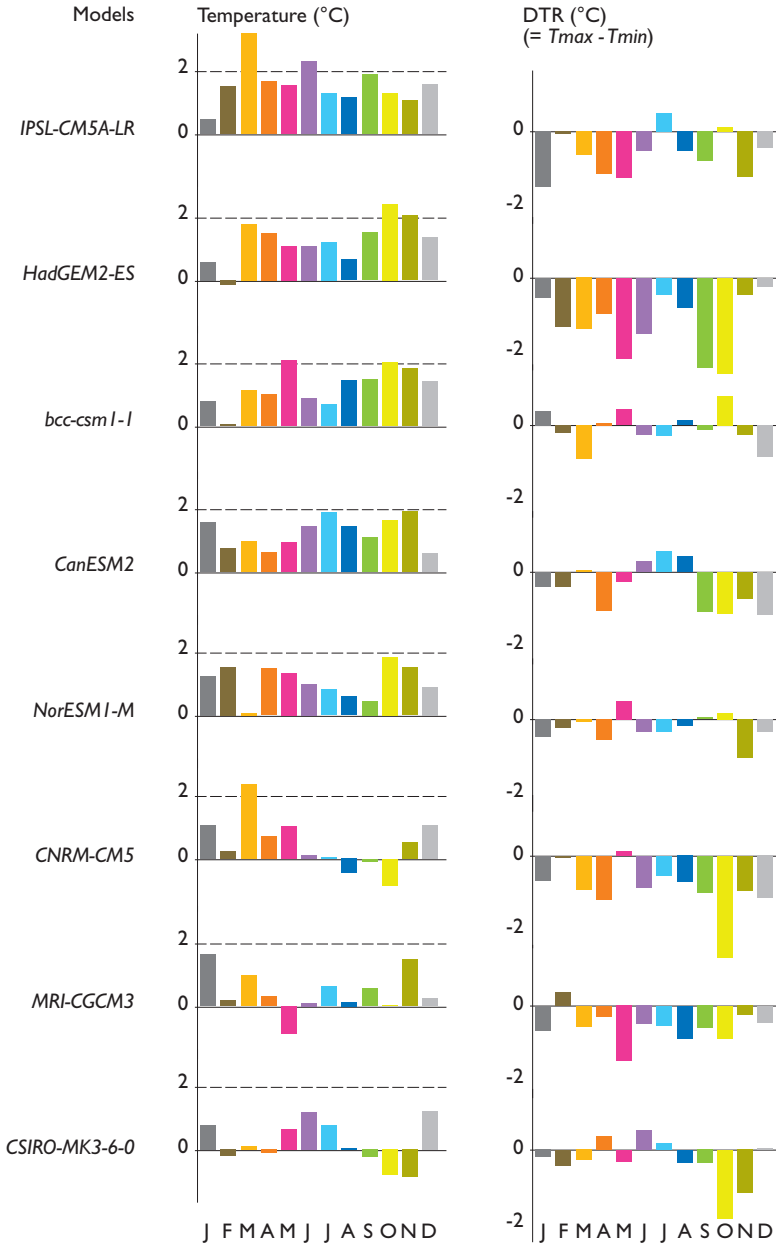 Models Temperature (°C) DTR (°C)
(= Tmax - Tmin)
2
IPSL-CM5A-LR 0 0
-2
2
HadGEM2-ES 0 0
-2
2
bcc-csm1-1 0 0
-2
2
CanESM2 0 0
-2
2
NorESM1-M 0 0
-2
2
CNRM-CM5 0 0
-2
2
MRI-CGCM3 0 0
-2
2
CSIRO-MK3-6-0 0 0
-2
J F M A M J J A S O N D J F M A M J J A S O N D